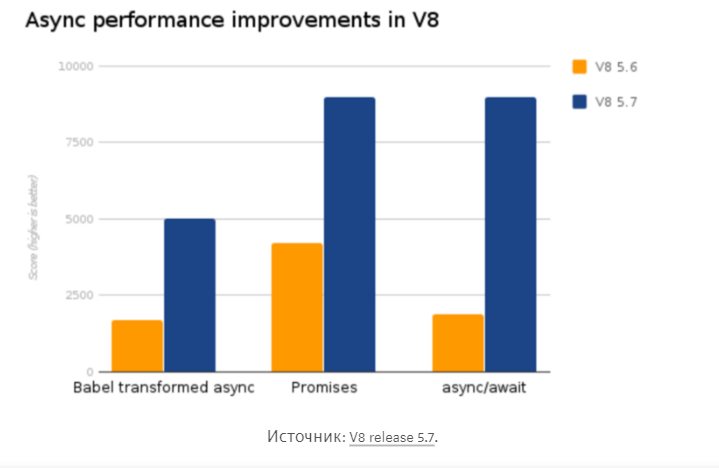 Async performance improvements in V8
10000
V8 5.6
V8 5.7
7500
5000
Score (higher is better)
2500
0
Babel transformed async
Promises
async/await
Источник: V8 release 5.7.